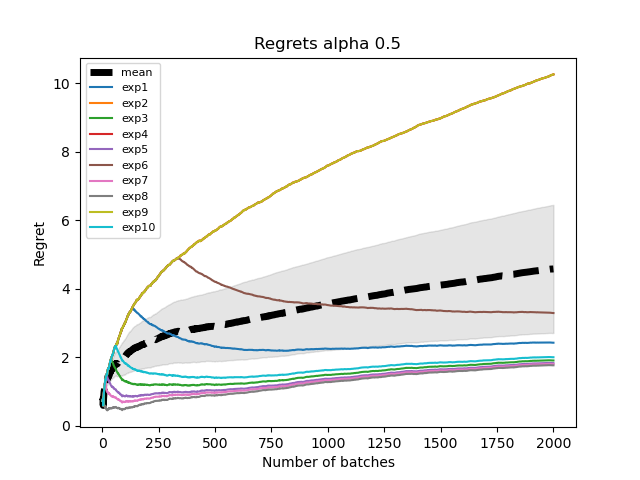 Regrets alpha 0.5
mean
exp1
exp2
exp3
exp4
exp5
exp6
exp7
exp8
exp9
exp10
Regret
10
8
6
4
2
0
0 250 500 750 1000 1250 1500 1750 2000
Number of batches